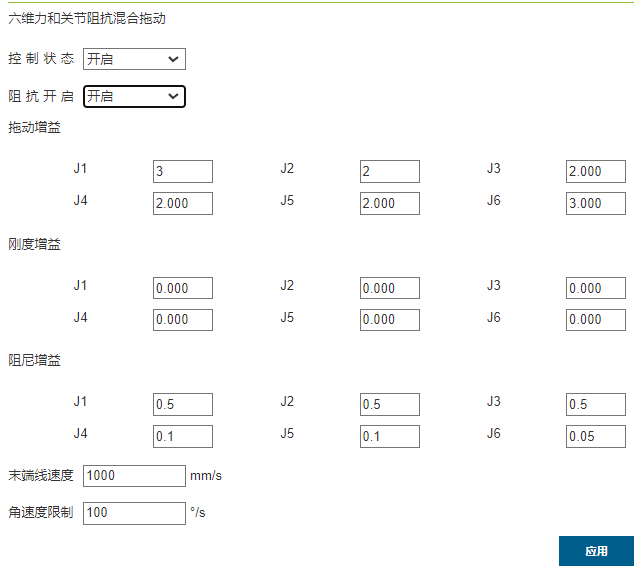 六维力和关节阻抗混合拖动
控制状态 开启
阻抗开启 开启
拖动增益
J1 3 J2 2 J3 2.000
J4 2.000 J5 2.000 J6 3.000
刚度增益
J1 0.000 J2 0.000 J3 0.000
J4 0.000 J5 0.000 J6 0.000
阻尼增益
J1 0.5 J2 0.5 J3 0.5
J4 0.1 J5 0.1 J6 0.05
末端线速度 1000 mm/s
角速度限制 100 °/s
应用